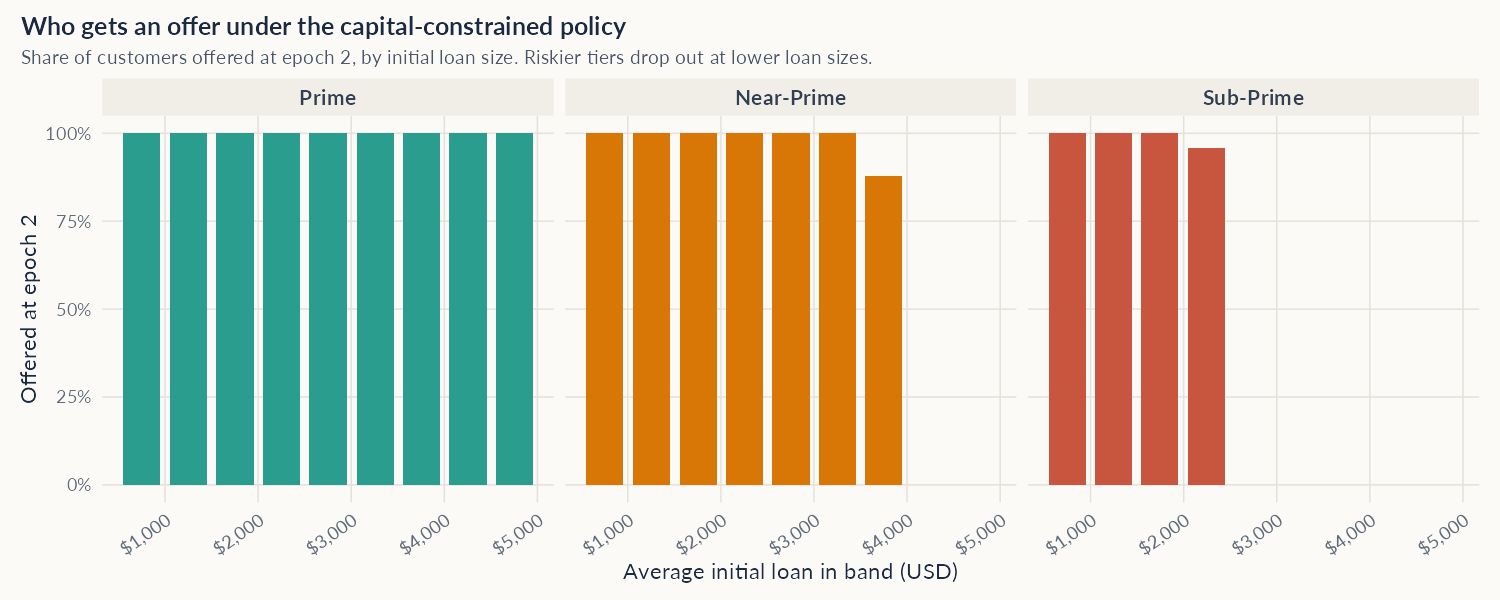 Who gets an offer under the capital-constrained policy
Share of customers offered at epoch 2, by initial loan size. Riskier tiers drop out at lower loan sizes.
Prime
Near-Prime
Sub-Prime
Offered at epoch 2
100%
75%
50%
25%
0%
$1,000
$2,000
$3,000
$4,000
$5,000
$1,000
$2,000
$3,000
$4,000
$5,000
$1,000
$2,000
$3,000
$4,000
$5,000
Average initial loan in band (USD)